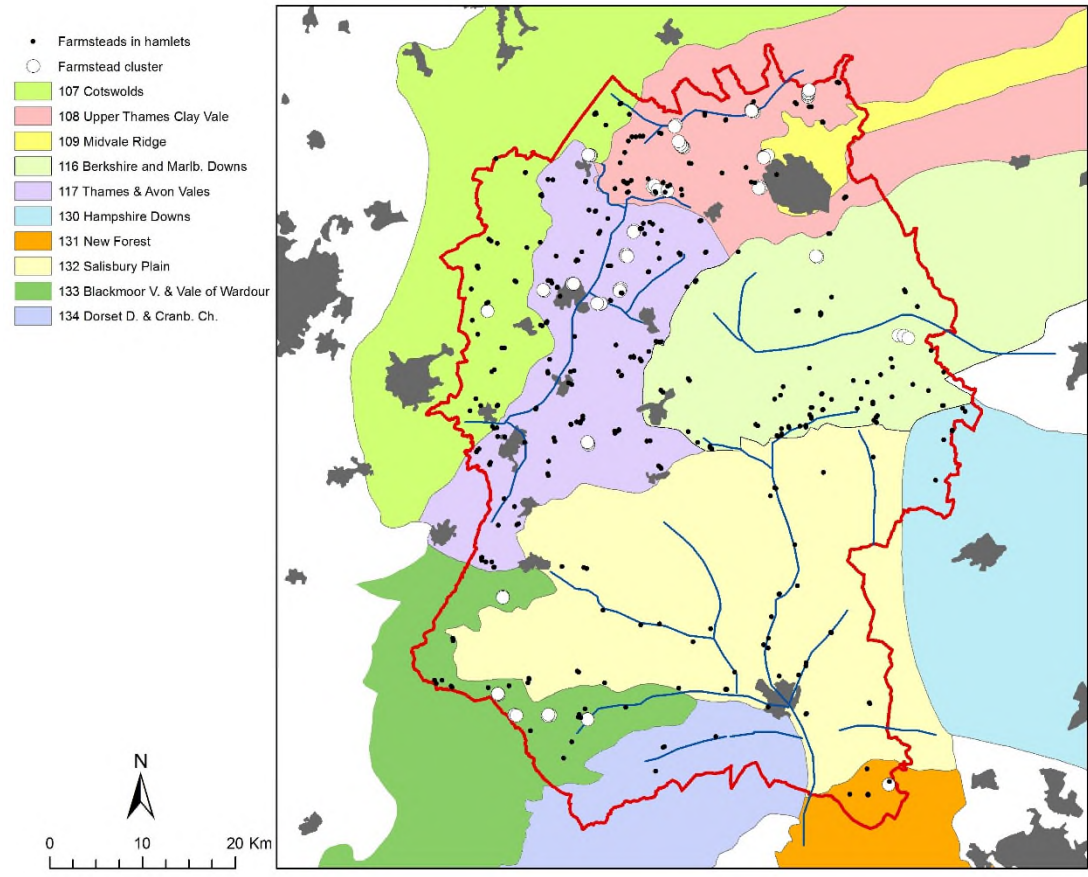 Farmsteads in hamlets
Farmstead cluster
107 Cotswolds
108 Upper Thames Clay Vale
109 Midvale Ridge
116 Berkshire and Marlb. Downs
117 Thames & Avon Vales
130 Hampshire Downs
131 New Forest
132 Salisbury Plain
133 Blackmoor V. & Vale of Wardour
134 Dorset D. & Cranb. Ch.
N
0 10 20 Km